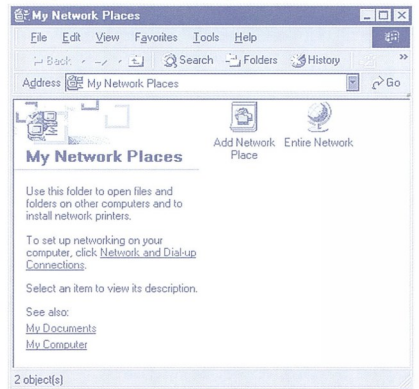 My Network Places
File Edit View Favorites Tools Help
Back Search Folders History »
Address My Network Places Go
My Network Places
Add Network
Place
Entire Network
Use this folder to open files and
folders on other computers and to
install network printers.
To set up networking on your
computer, click Network and Dial-up
Connections.
Select an item to view its description.
See also:
My Documents
My Computer
2 object(s)